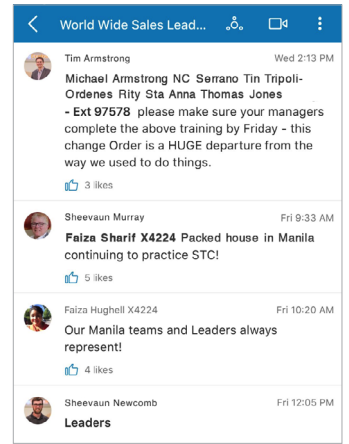 World Wide Sales Lead...
Tim Armstrong
Wed 2:13 PM
Michael Armstrong NC Serrano Tin Tripoli-
Ordenes Rity Sta Anna Thomas Jones
- Ext 97578 please make sure your managers
complete the above training by Friday - this
change Order is a HUGE departure from the
way we used to do things.
3 likes
Sheevaun Murray
Fri 9:33 AM
Faiza Sharif X4224 Packed house in Manila
continuing to practice STC!
5 likes
Faiza Hughell X4224
Fri 10:20 AM
Our Manila teams and Leaders always
represent!
4 likes
Sheevaun Newcomb
Fri 12:05 PM
Leaders